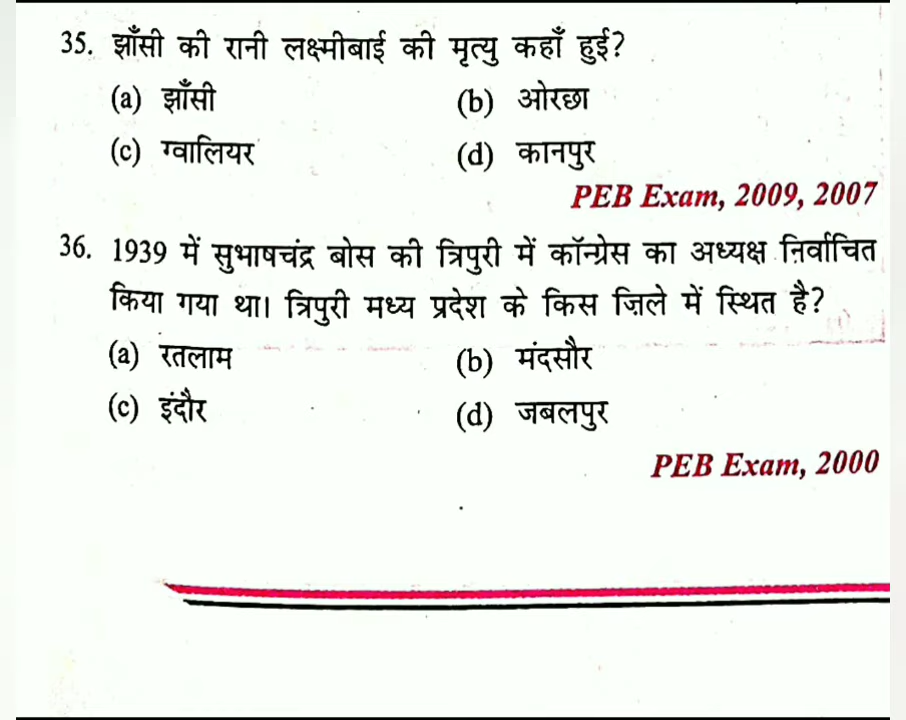 35. झाँसी की रानी लक्ष्मीबाई की मृत्यु कहाँ हुई?
(a) झाँसी (b) ओरछा
(c) ग्वालियर (d) कानपुर
PEB Exam, 2009, 2007
36. 1939 में सुभाषचंद्र बोस की त्रिपुरी में कॉन्ग्रेस का अध्यक्ष निर्वाचित
किया गया था। त्रिपुरी मध्य प्रदेश के किस ज़िले में स्थित है?
(a) रतलाम (b) मंदसौर
(c) इंदौर (d) जबलपुर
PEB Exam, 2000